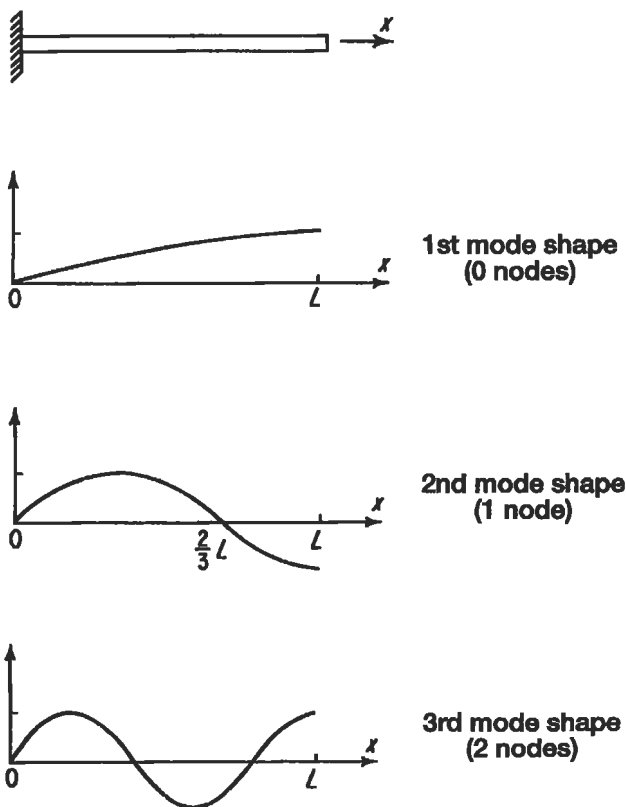 x
x
0
L
1st mode shape
(0 nodes)
x
0
2/3 L
L
2nd mode shape
(1 node)
x
0
L
3rd mode shape
(2 nodes)